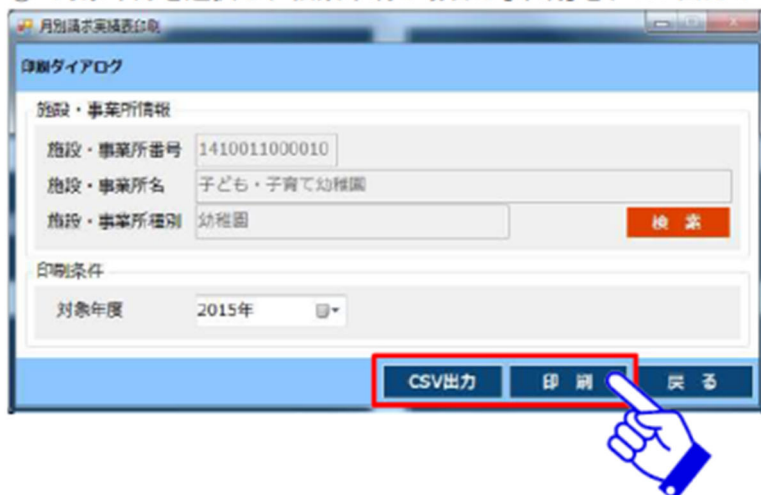 月別請求実績表印刷
印刷ダイアログ
施設・事業所情報
施設・事業所番号 1410011000010
施設・事業所名 子ども・子育て幼稚園
施設・事業所種別 幼稚園
検 索
印刷条件
対象年度 2015年
CSV出力 印 刷 戻 る